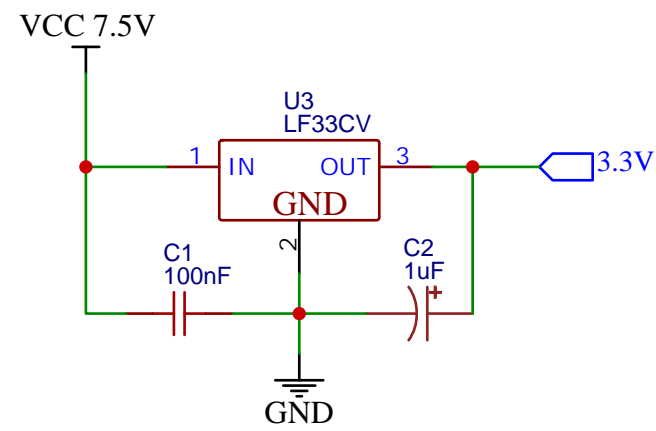 VCC 7.5V
U3
LF33CV
1
IN
OUT
3
3.3V
GND
2
C1
100nF
C2
1uF
+
GND